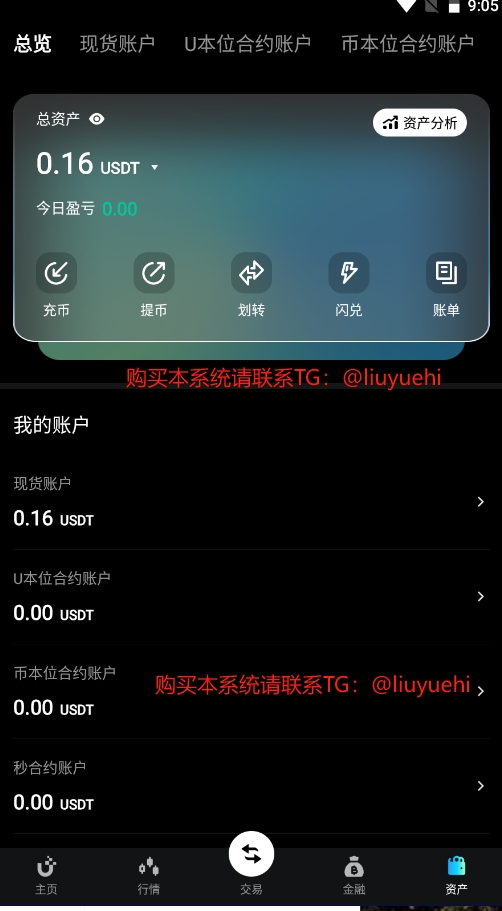 9:05
总览 现货账户 U本位合约账户 币本位合约账户
总资产 资产分析
0.16 USDT
今日盈亏 0.00
充币 提币 划转 闪兑 账单
购买本系统请联系TG：@liuyuehi
我的账户
现货账户
0.16 USDT
U本位合约账户
0.00 USDT
币本位合约账户
购买本系统请联系TG：@liuyuehi
0.00 USDT
秒合约账户
0.00 USDT
主页 行情 交易 金融 资产